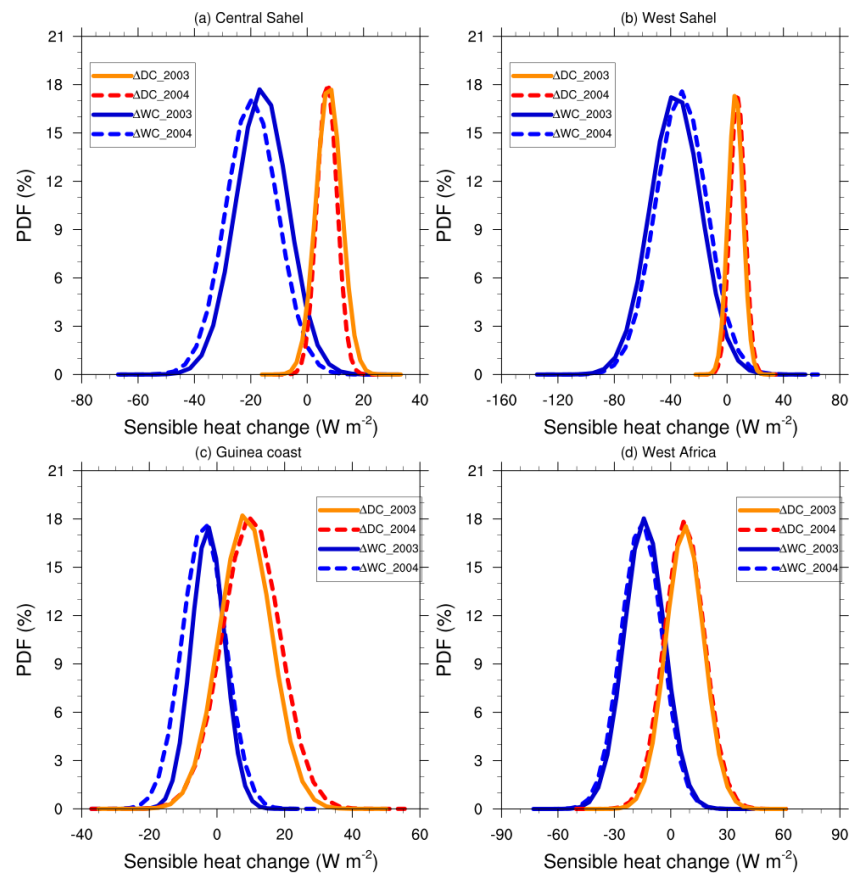 (a) Central Sahel
PDF (%)
21
18
15
12
9
6
3
0
ΔDC_2003
ΔDC_2004
ΔWC_2003
ΔWC_2004
-80 -60 -40 -20 0 20 40
Sensible heat change (W m-2)
(b) West Sahel
PDF (%)
21
18
15
12
9
6
3
0
ΔDC_2003
ΔDC_2004
ΔWC_2003
ΔWC_2004
-160 -120 -80 -40 0 40 80
Sensible heat change (W m-2)
(c) Guinea coast
PDF (%)
21
18
15
12
9
6
3
0
ΔDC_2003
ΔDC_2004
ΔWC_2003
ΔWC_2004
-40 -20 0 20 40 60
Sensible heat change (W m-2)
(d) West Africa
PDF (%)
21
18
15
12
9
6
3
0
ΔDC_2003
ΔDC_2004
ΔWC_2003
ΔWC_2004
-90 -60 -30 0 30 60 90
Sensible heat change (W m-2)